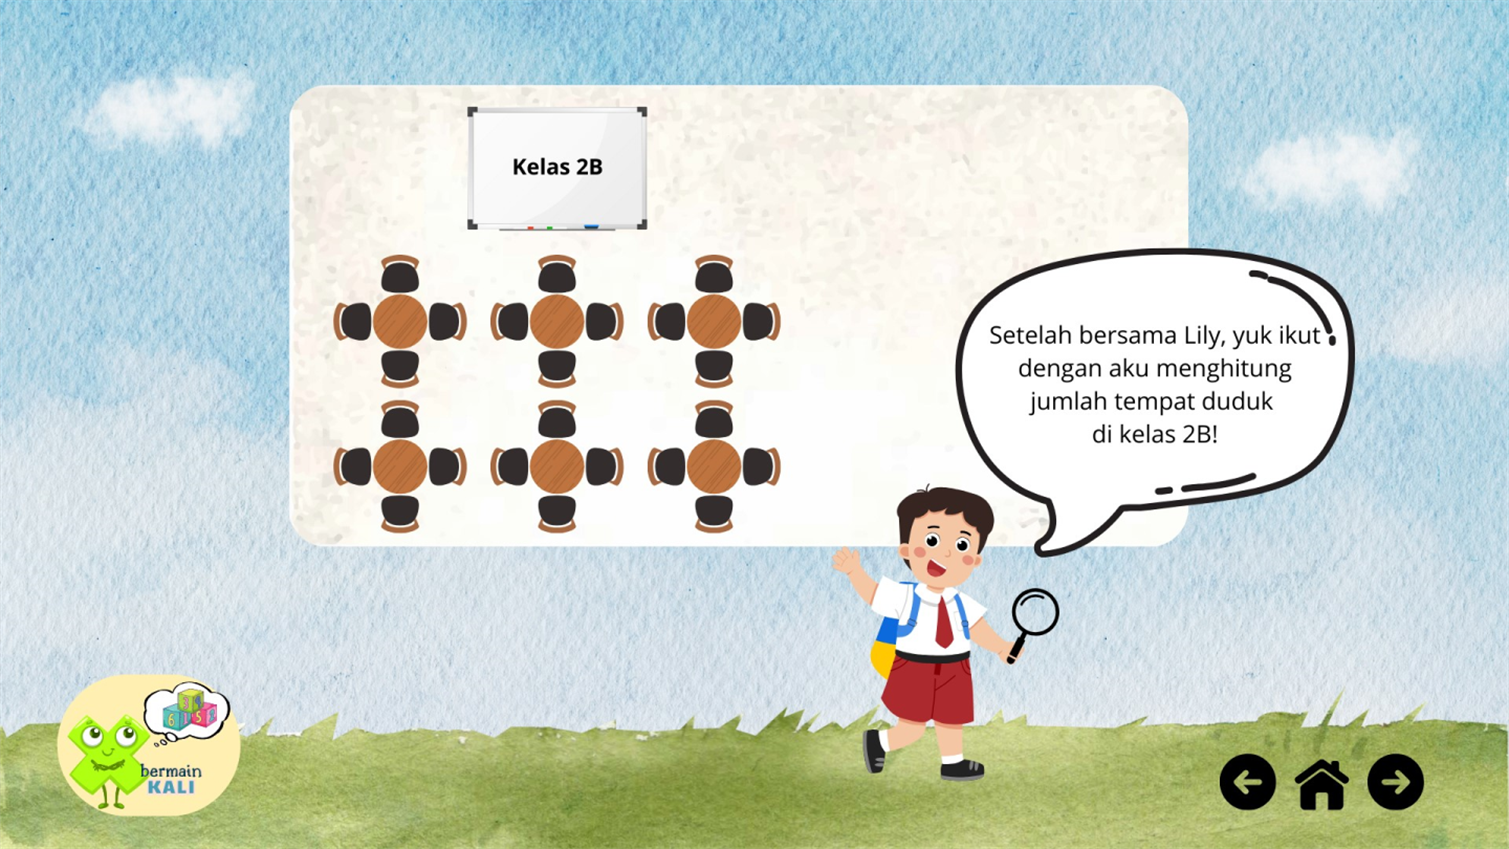 Kelas 2B
Setelah bersama Lily, yuk ikut
dengan aku menghitung
jumlah tempat duduk
di kelas 2B!
bermain
KALI